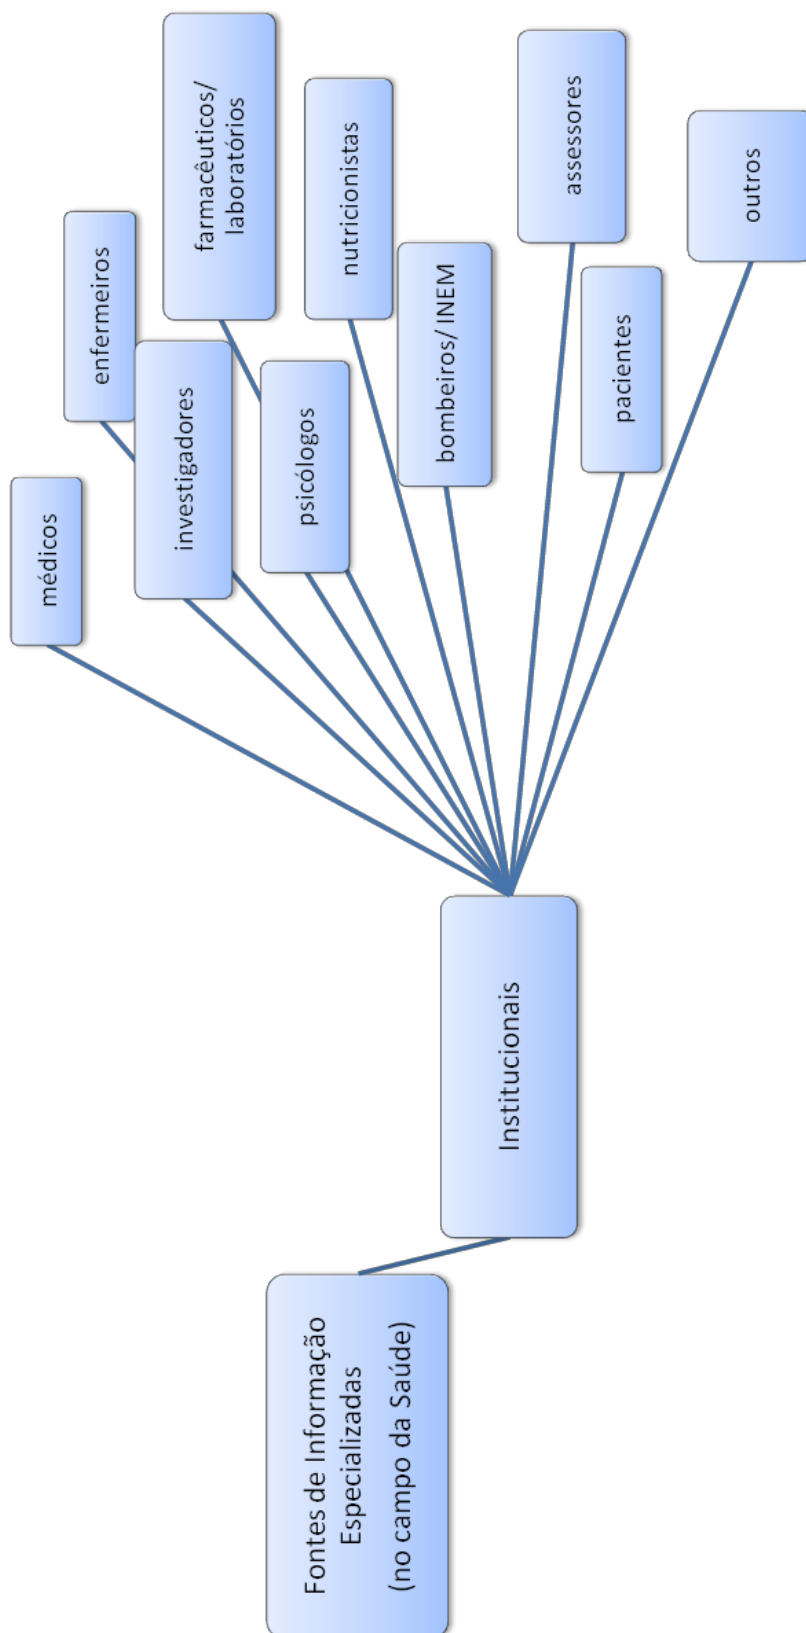 Fontes de Informação
Especializadas
(no campo da Saúde)
Institucionais
médicos
enfermeiros
investigadores
farmacêuticos/
laboratórios
psicólogos
nutricionistas
bombeiros/ INEM
assessores
pacientes
outros